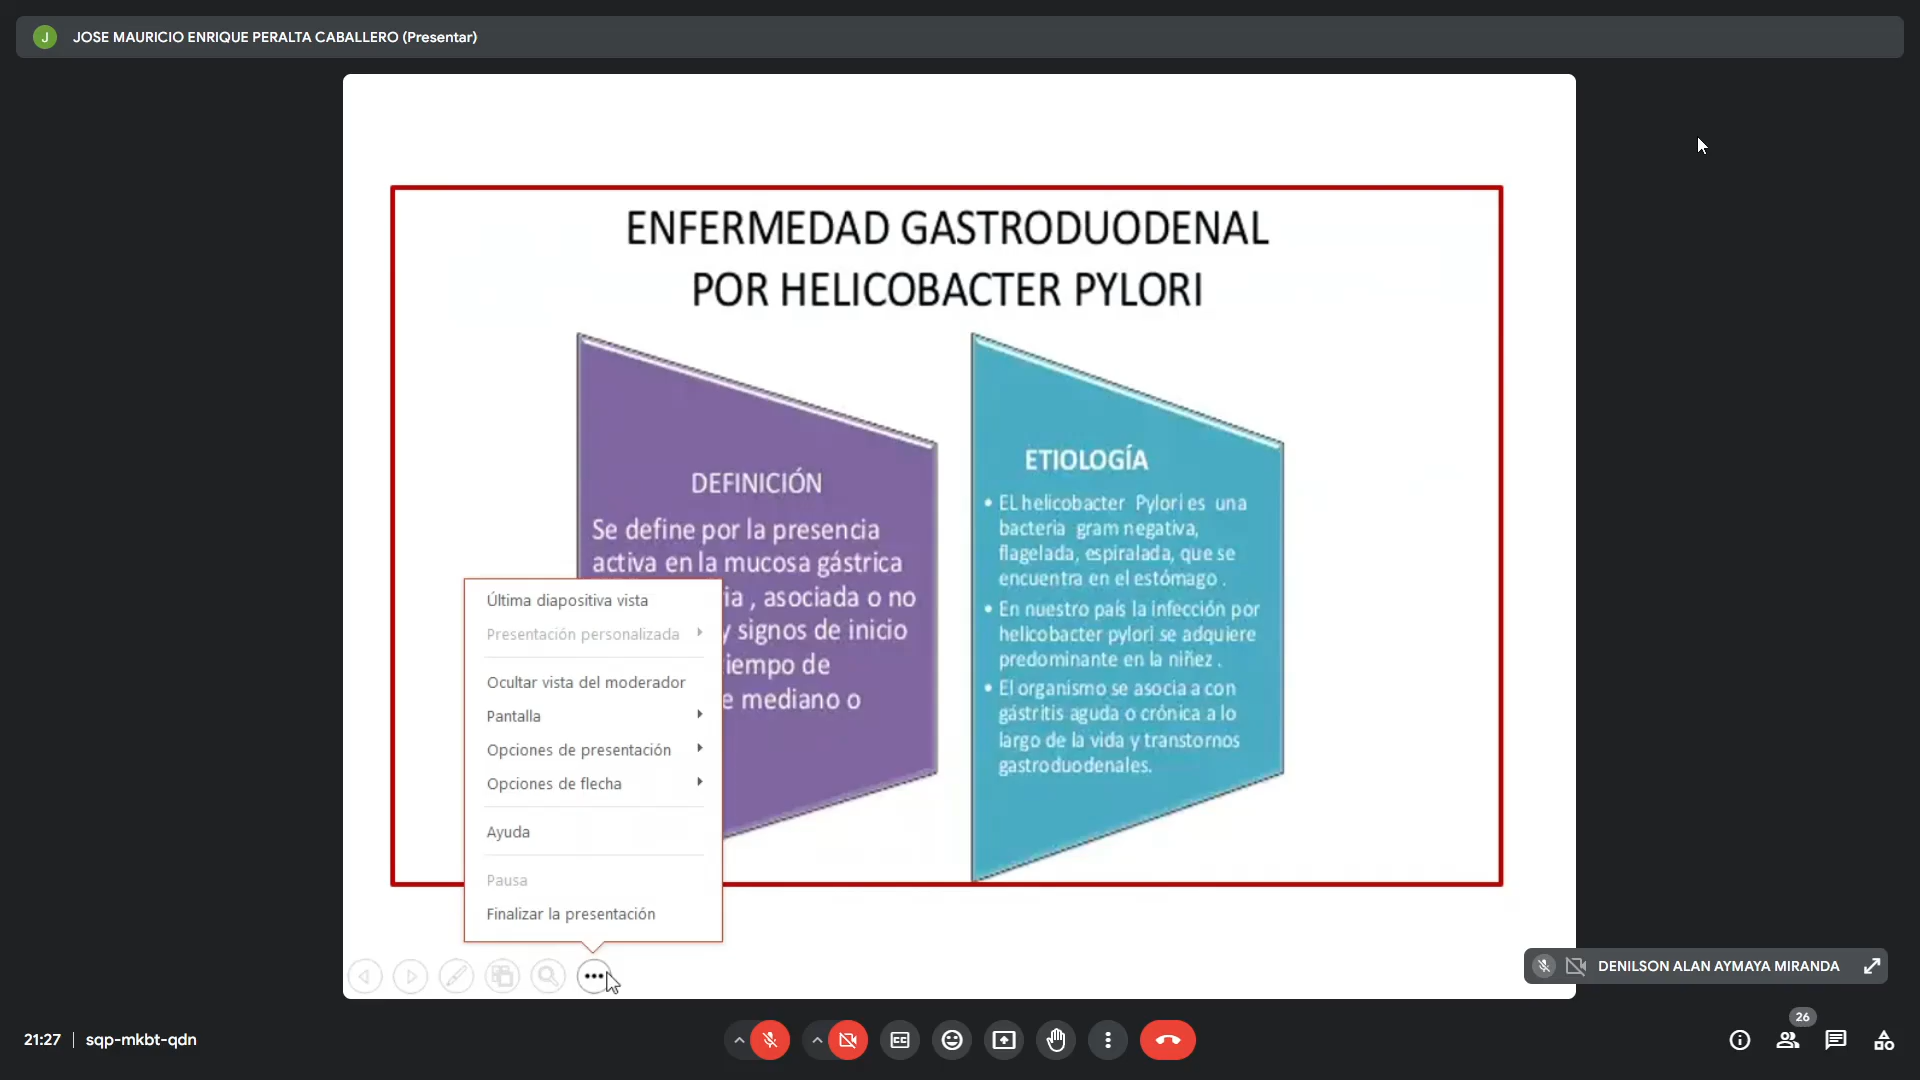 J JOSE MAURICIO ENRIQUE PERALTA CABALLERO (Presentar)
ENFERMEDAD GASTRODUODENAL
POR HELICOBACTER PYLORI
DEFINICIÓN
Se define por la presencia
activa en la mucosa gástrica
ia , asociada o no
y signos de inicio
iempo de
e mediano o
ETIOLOGÍA
• EL helicobacter Pylori es una
bacteria gram negativa,
flagelada, espiralada, que se
encuentra en el estómago .
• En nuestro país la infección por
helicobacter pylori se adquiere
predominante en la niñez .
• El organismo se asocia a con
gástritis aguda o crónica a lo
largo de la vida y transtornos
gastroduodenales.
Última diapositiva vista
Presentación personalizada
Ocultar vista del moderador
Pantalla
Opciones de presentación
Opciones de flecha
Ayuda
Pausa
Finalizar la presentación
DENILSON ALAN AYMAYA MIRANDA
21:27 | sqp-mkbt-qdn
CC
26